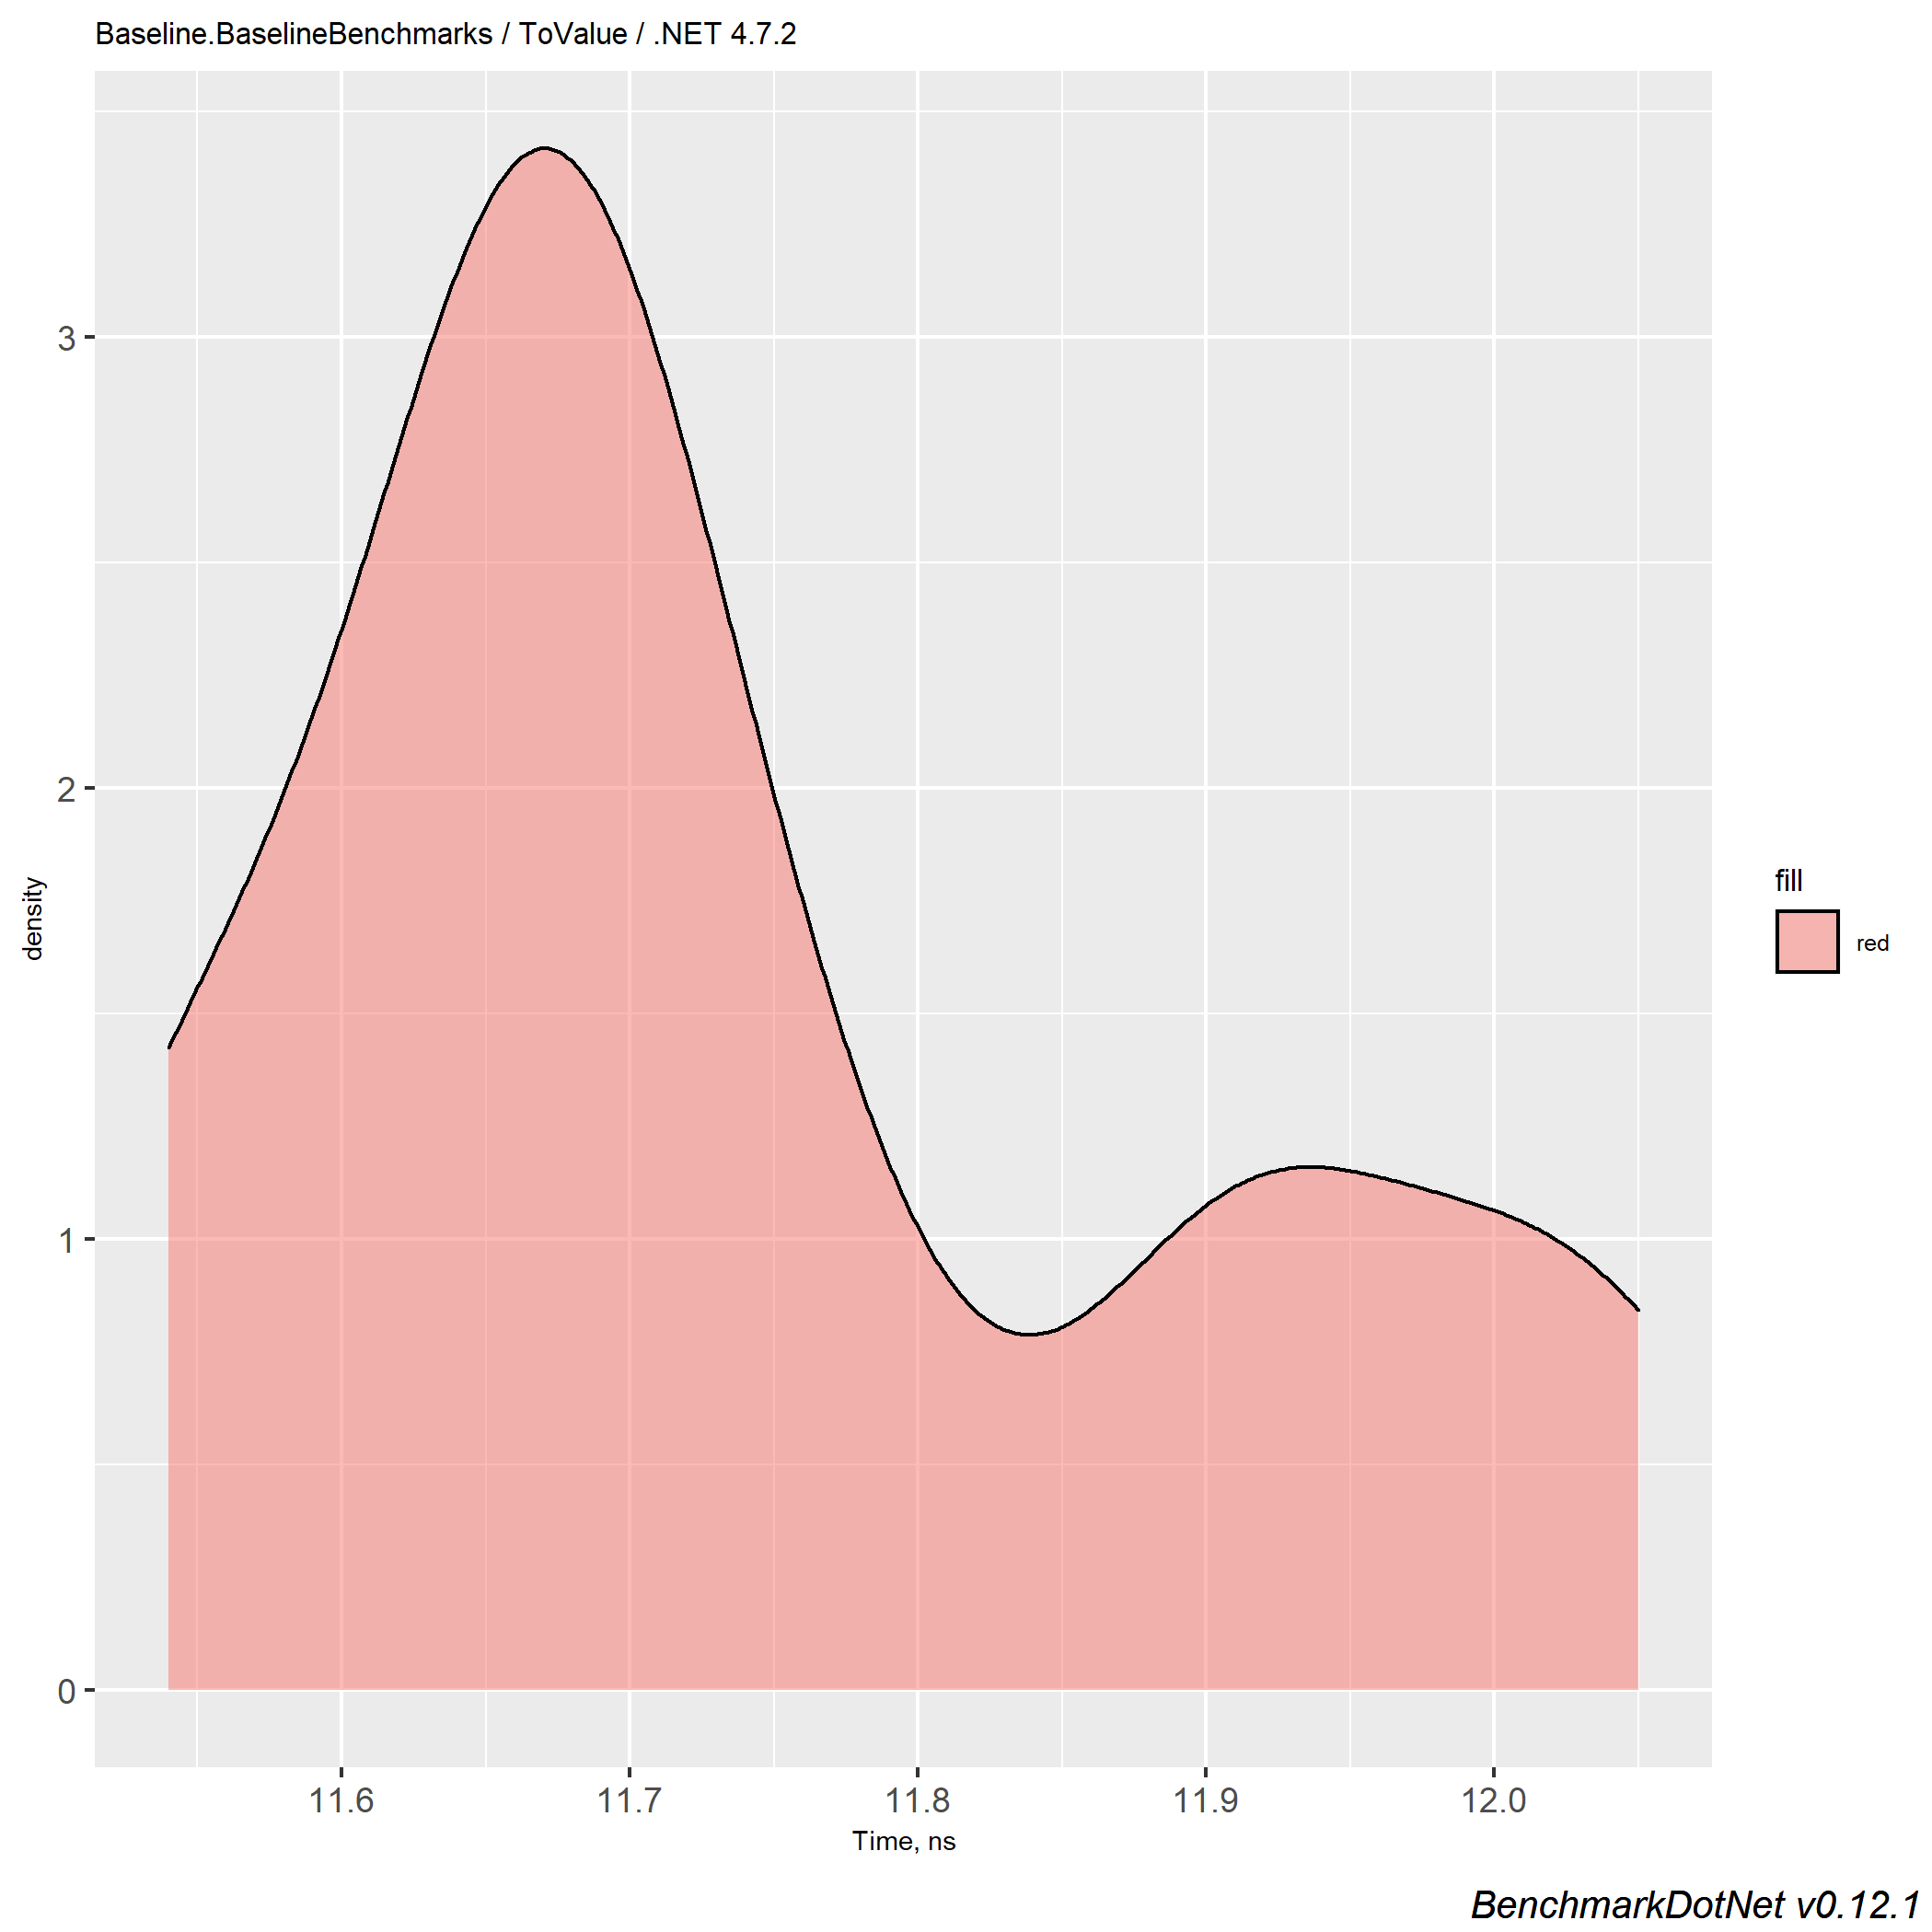 Baseline.BaselineBenchmarks / ToValue / .NET 4.7.2
3
2
1
0
density
11.6 11.7 11.8 11.9 12.0
Time, ns
fill
red
BenchmarkDotNet v0.12.1